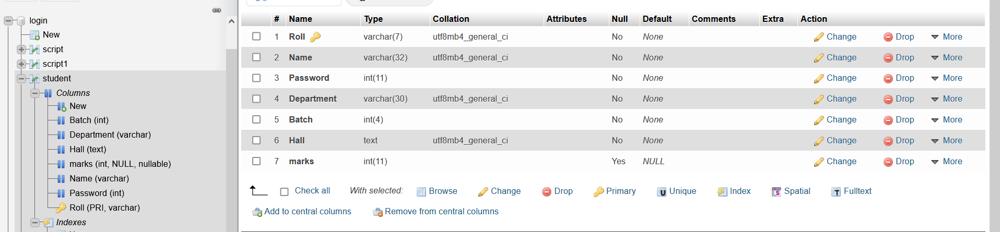 login
New
script
script1
student
Columns
New
Batch (int)
Department (varchar)
Hall (text)
marks (int, NULL, nullable)
Name (varchar)
Password (int)
Roll (PRI, varchar)
Indexes
# Name Type Collation Attributes Null Default Comments Extra Action
1 Roll varchar(7) utf8mb4_general_ci No None Change Drop More
2 Name varchar(32) utf8mb4_general_ci No None Change Drop More
3 Password int(11) No None Change Drop More
4 Department varchar(30) utf8mb4_general_ci No None Change Drop More
5 Batch int(4) No None Change Drop More
6 Hall text utf8mb4_general_ci No None Change Drop More
7 marks int(11) Yes NULL Change Drop More
Check all With selected: Browse Change Drop Primary Unique Index Spatial Fulltext
Add to central columns Remove from central columns